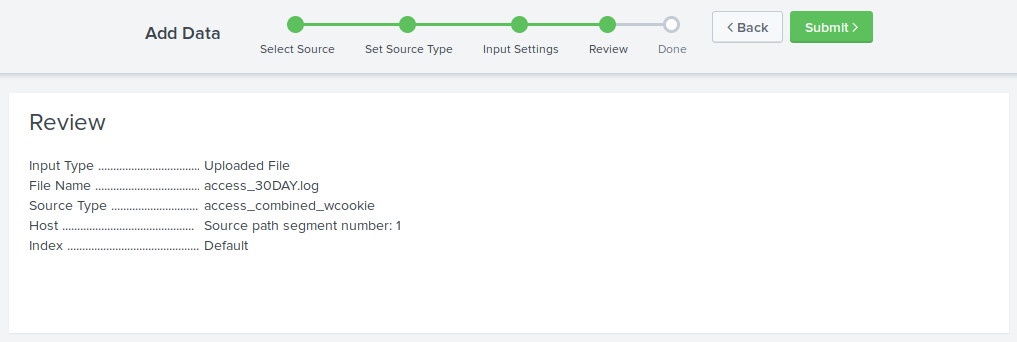 Add Data
Select Source
Set Source Type
Input Settings
Review
Done
< Back
Submit >
Review
Input Type .................................. Uploaded File
File Name ................................... access_30DAY.log
Source Type ............................. access_combined_wcookie
Host ............................................ Source path segment number: 1
Index ............................................ Default